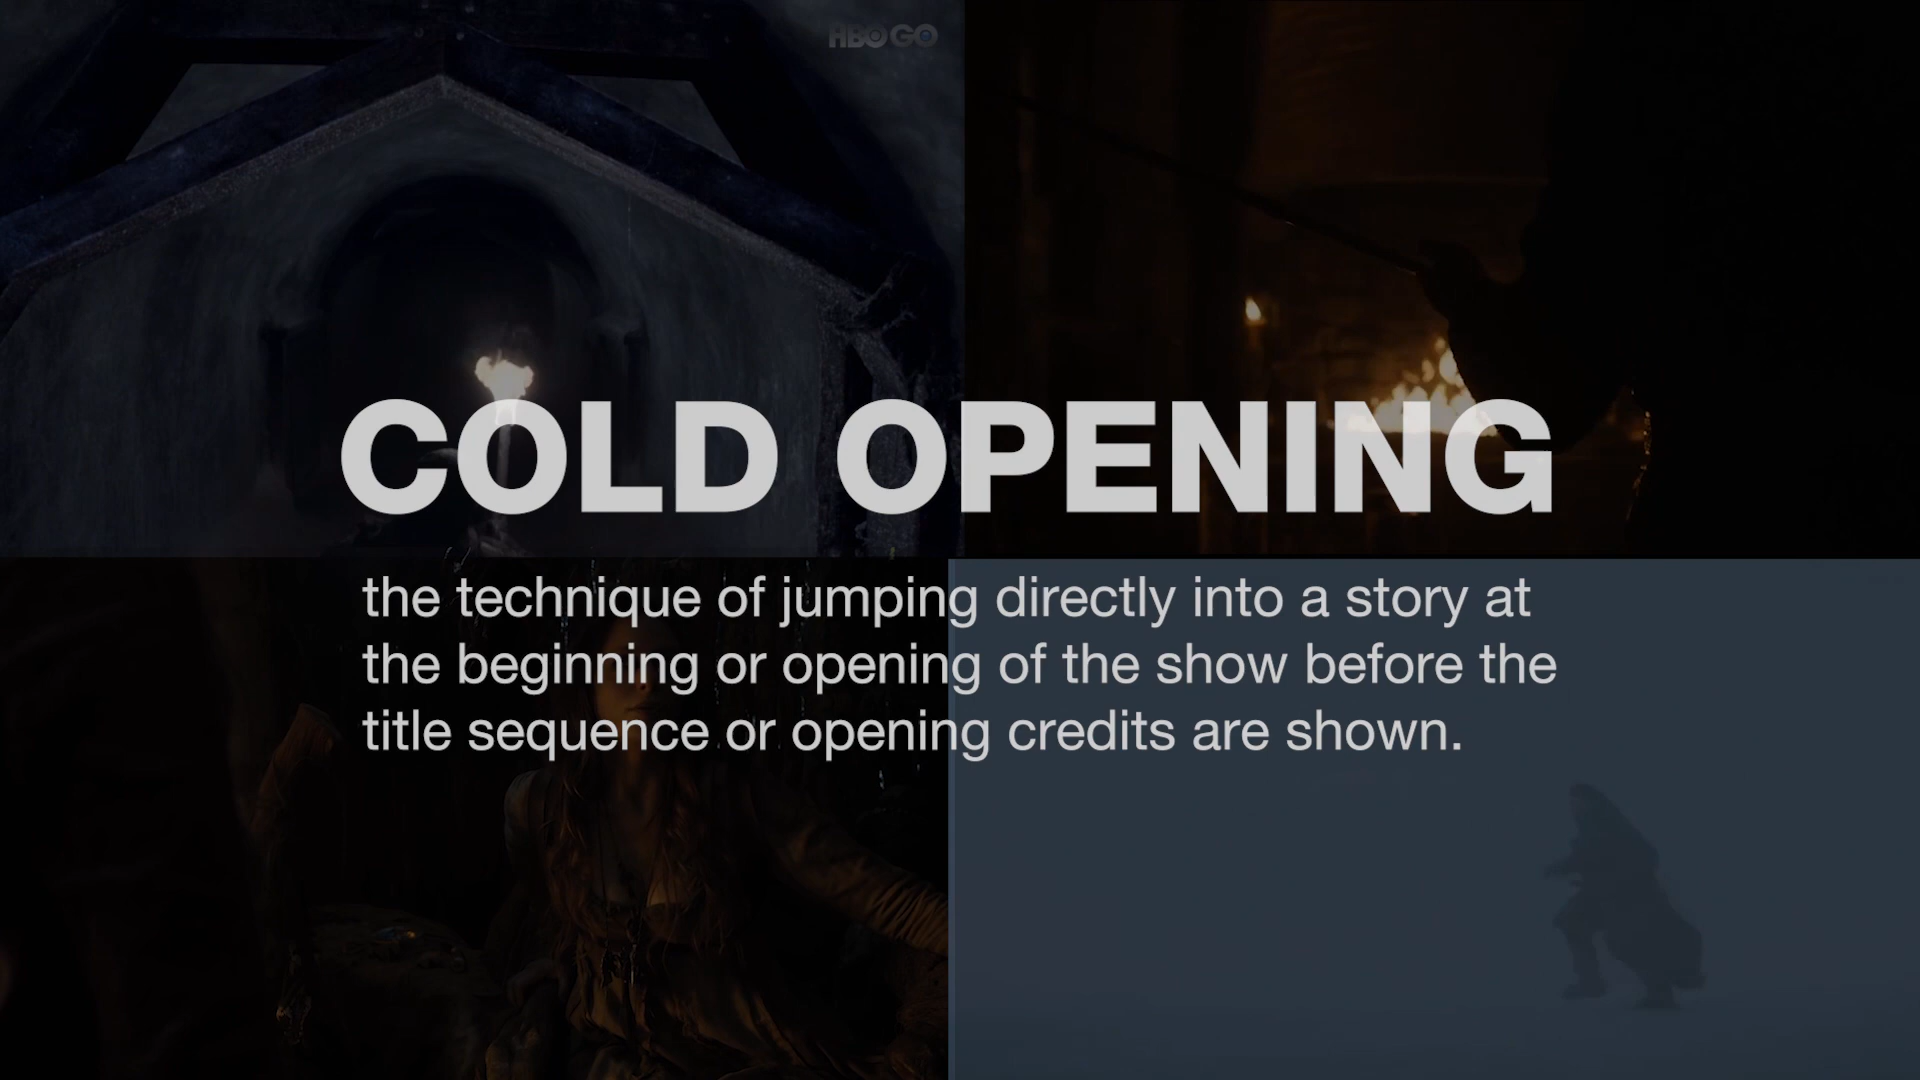 HBO GO
COLD OPENING
the technique of jumping directly into a story at
the beginning or opening of the show before the
title sequence or opening credits are shown.